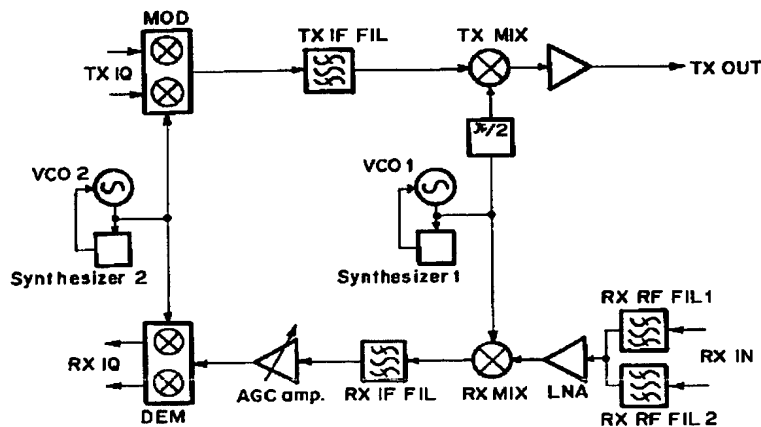 MOD
TX IF FIL
TX MIX
TX IQ
TX OUT
π/2
VCO 2
VCO 1
Synthesizer 2
Synthesizer 1
RX RF FIL1
RX IQ
RX IN
DEM
AGC amp.
RX IF FIL
RX MIX
LNA
RX RF FIL 2